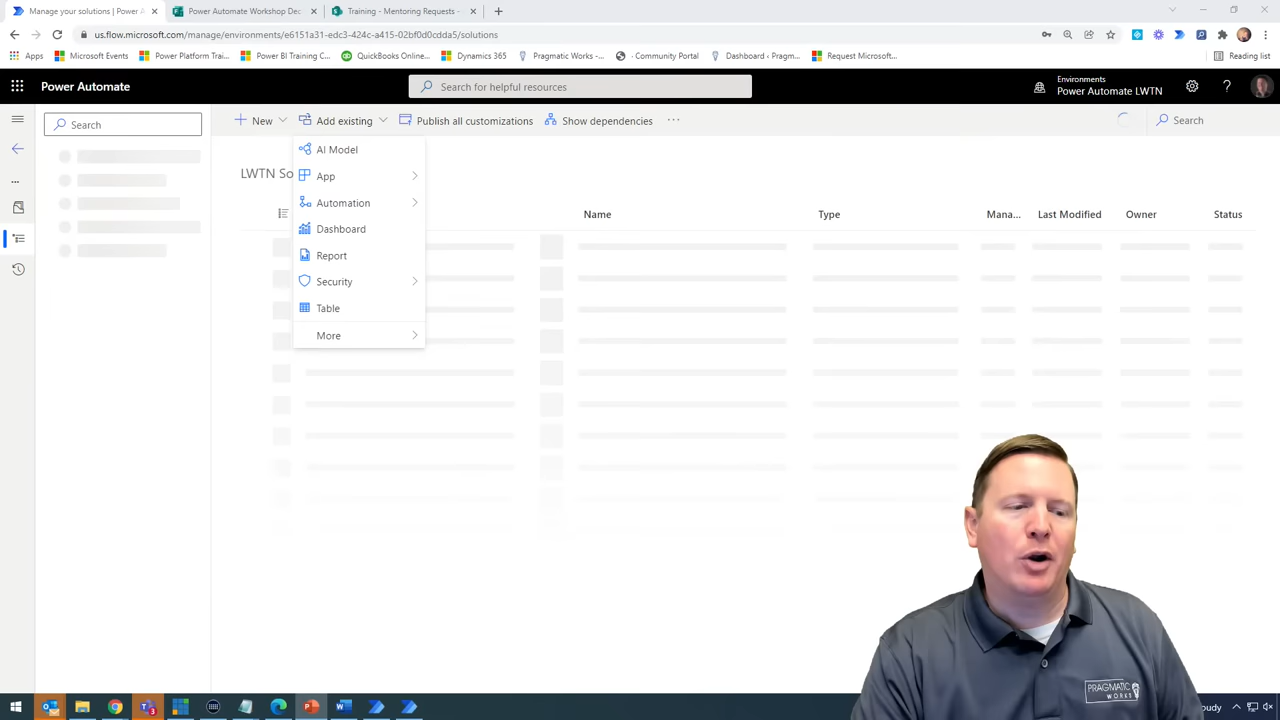 Manage your solutions | Power A
Power Automate Workshop Dec
Training - Mentoring Requests -
us.flow.microsoft.com/manage/environments/e6151a31-edc3-424c-a415-02bf0d0cdda5/solutions
Apps
Microsoft Events
Power Platform Trai...
Power BI Training C...
QuickBooks Online...
Dynamics 365
Pragmatic Works -...
- Community Portal
Dashboard ‹ Pragm...
Request Microsoft...
Reading list
Power Automate
Search for helpful resources
Environments
Power Automate LWTN
Search
New
Add existing
Publish all customizations
Show dependencies
Search
LWTN So
AI Model
App
Automation
Dashboard
Report
Security
Table
More
Name
Type
Mana...
Last Modified
Owner
Status
PRAGMATIC
WORKS
oudy